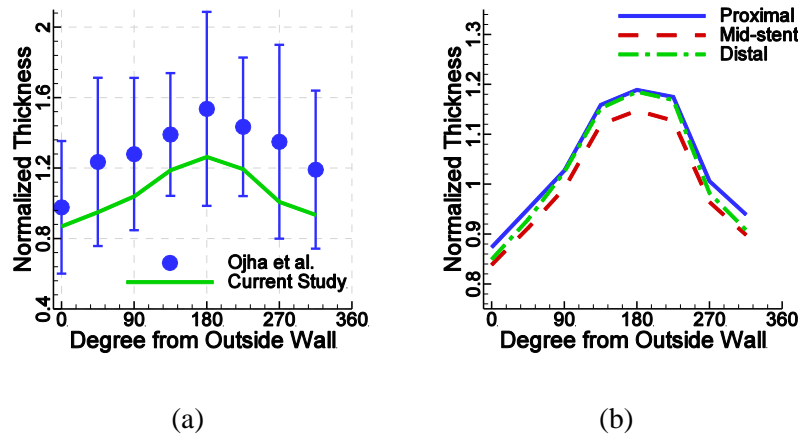 Normalized Thickness
2
1.6
1.2
0.8
0.4
0
90
180
270
360
Degree from Outside Wall
Ojha et al.
Current Study
(a)
Proximal
Mid-stent
Distal
Normalized Thickness
1.3
1.2
1.1
1
0.9
0.8
0
90
180
270
360
Degree from Outside Wall
(b)